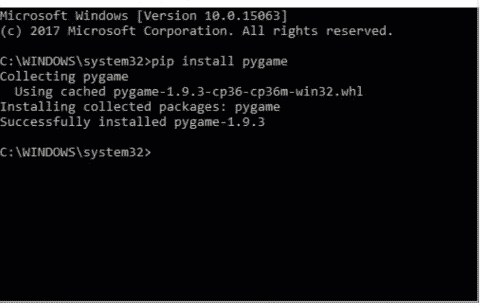 Microsoft Windows [Version 10.0.15063]
(c) 2017 Microsoft Corporation. All rights reserved.
C:\WINDOWS\system32>pip install pygame
Collecting pygame
Using cached pygame-1.9.3-cp36-cp36m-win32.whl
Installing collected packages: pygame
Successfully installed pygame-1.9.3
C:\WINDOWS\system32>